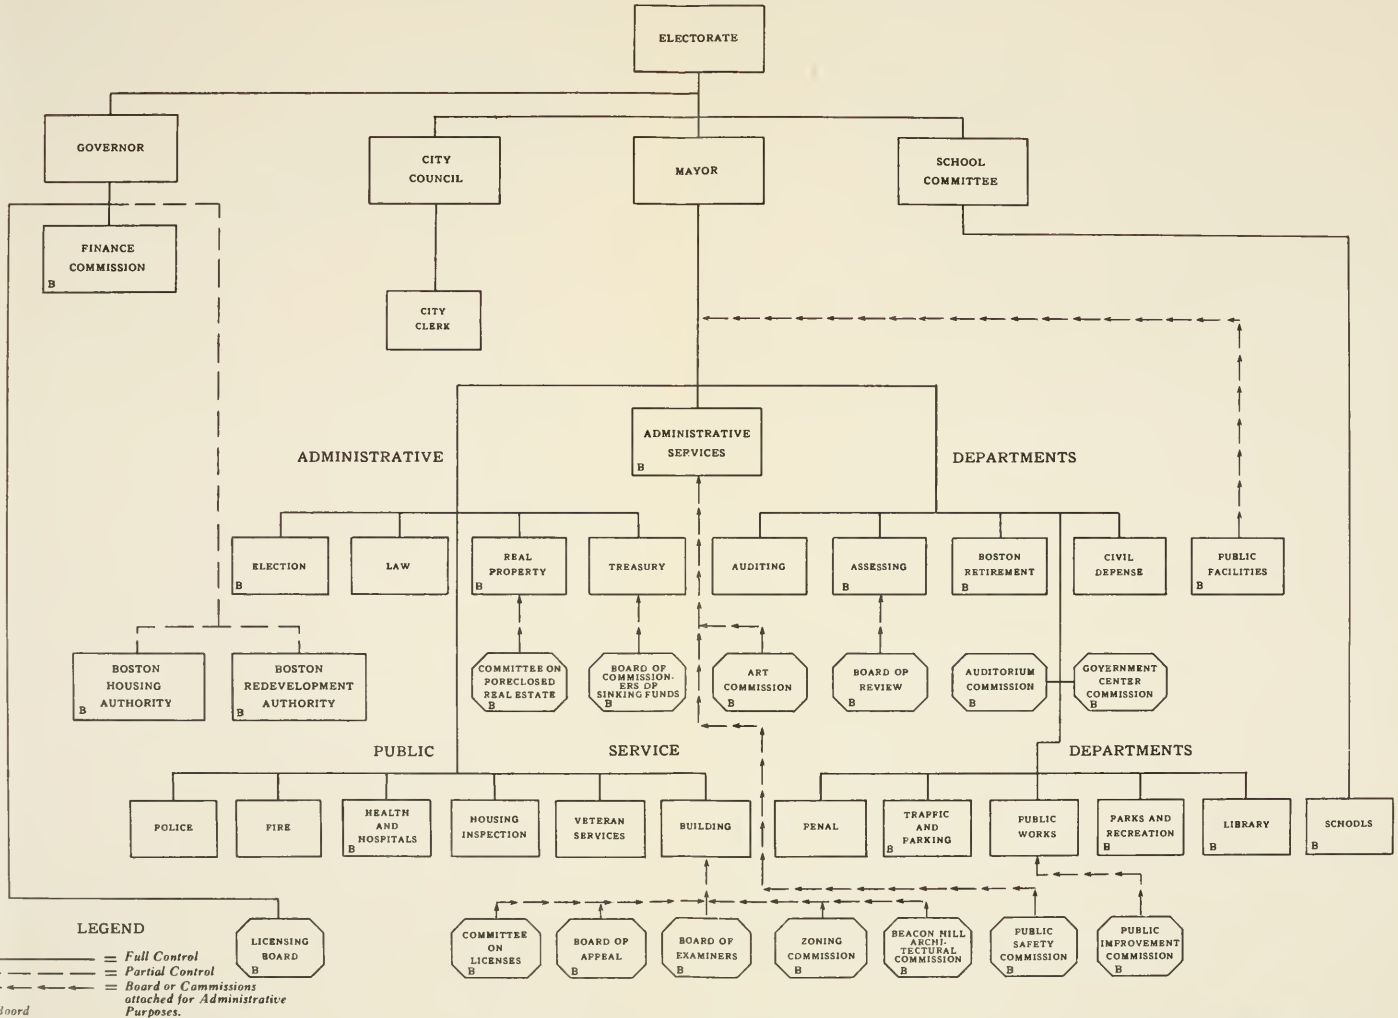 ELECTORATE
GOVERNOR
CITY
COUNCIL
MAYOR
SCHOOL
COMMITTEE
FINANCE
COMMISSION
B
CITY
CLERK
ADMINISTRATIVE
SERVICES
B
ADMINISTRATIVE DEPARTMENTS
ELECTION
B
LAW
REAL
PROPERTY
B
TREASURY
AUDITING
ASSESSING
B
BOSTON
RETIREMENT
B
CIVIL
DEFENSE
PUBLIC
FACILITIES
B
BOSTON
HOUSING
AUTHORITY
B
BOSTON
REDEVELOPMENT
AUTHORITY
B
COMMITTEE ON
FORECLOSED
REAL ESTATE
B
BOARD OF
COMMISSION-
ERS OF
SINKING FUNDS
B
ART
COMMISSION
B
BOARD OF
REVIEW
B
AUDITORIUM
COMMISSION
B
GOVERNMENT
CENTER
COMMISSION
B
PUBLIC SERVICE DEPARTMENTS
POLICE
FIRE
HEALTH
AND
HOSPITALS
B
HOUSING
INSPECTION
VETERAN
SERVICES
BUILDING
PENAL
TRAFFIC
AND
PARKING
B
PUBLIC
WORKS
PARKS AND
RECREATION
B
LIBRARY
B
SCHOOLS
B
LICENSING
BOARD
B
COMMITTEE
ON
LICENSES
B
BOARD OF
APPEAL
B
BOARD OF
EXAMINERS
B
ZONING
COMMISSION
B
BEACON HILL
ARCHI-
TECTURAL
COMMISSION
B
PUBLIC
SAFETY
COMMISSION
B
PUBLIC
IMPROVEMENT
COMMISSION
B
LEGEND
= Full Control
= Partial Control
= Board or Commissions
attached for Administrative
Purposes.
Board